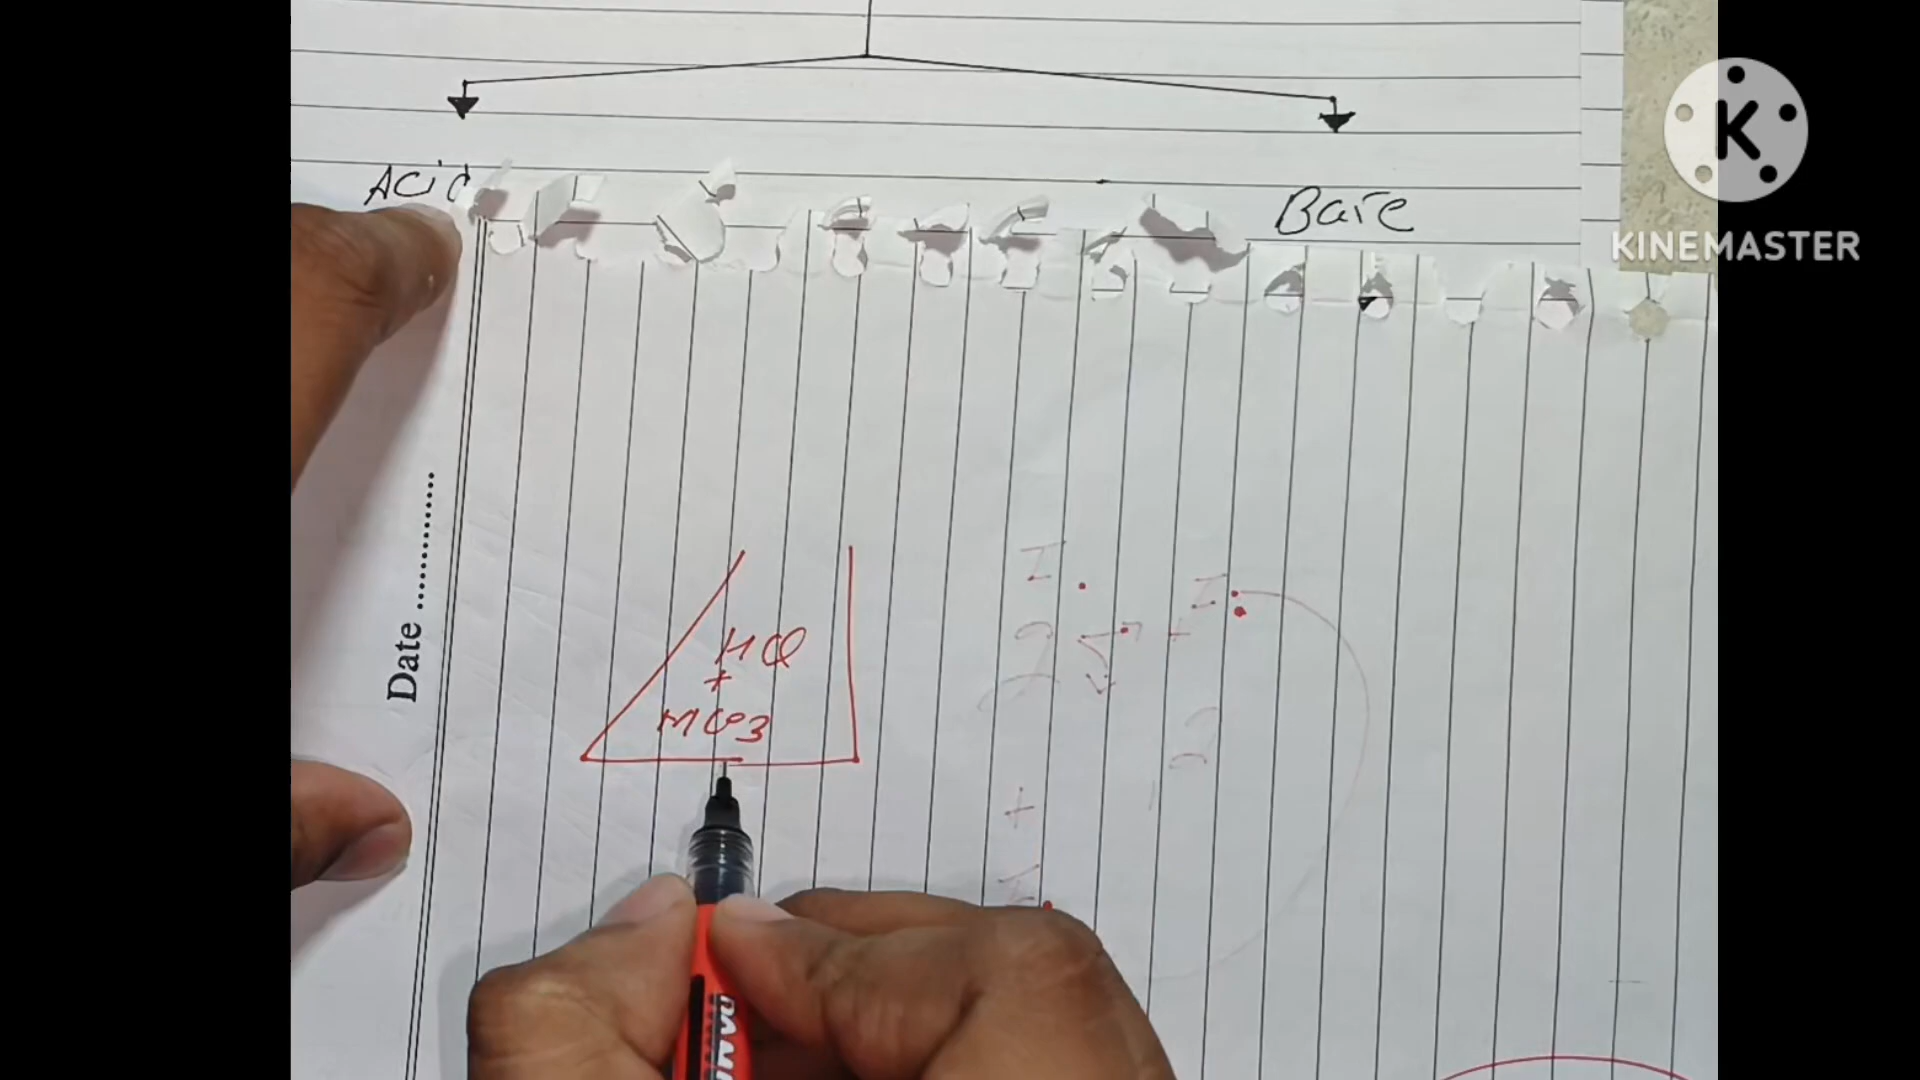 Acid
Base
KINEMASTER
Date ............
HCl
+
MCO3